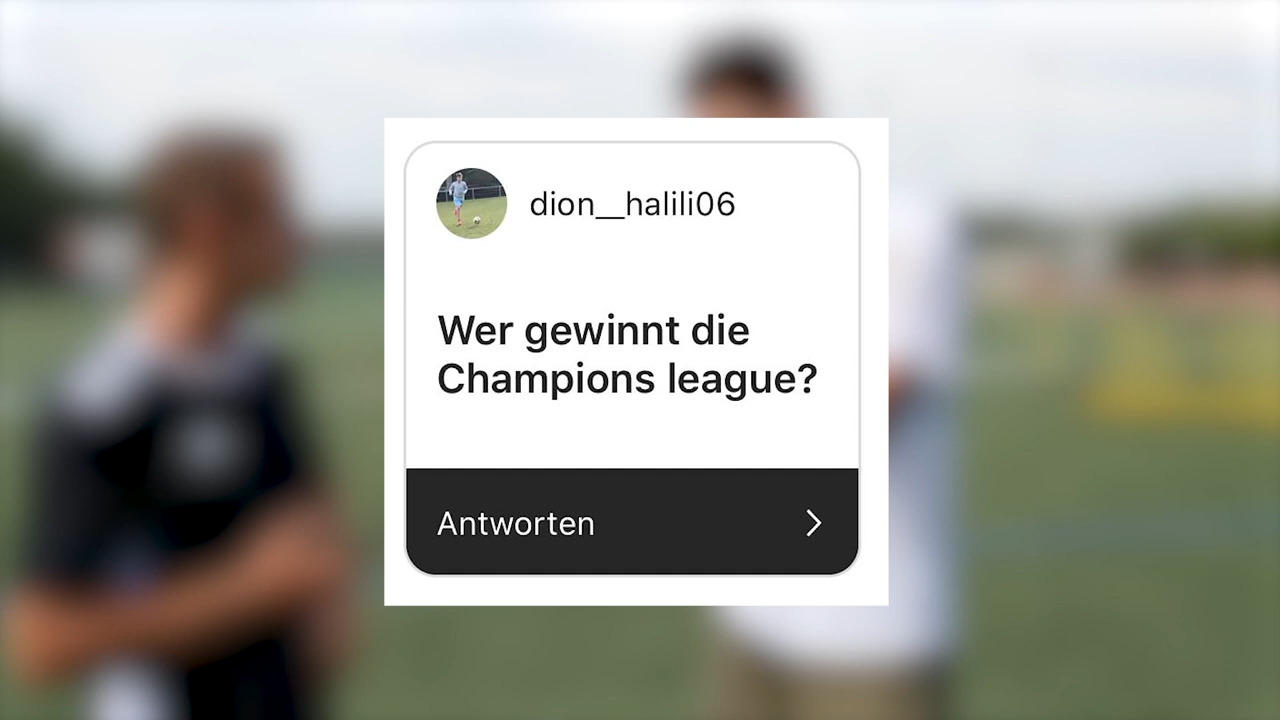 dion__halili06
Wer gewinnt die
Champions league?
Antworten